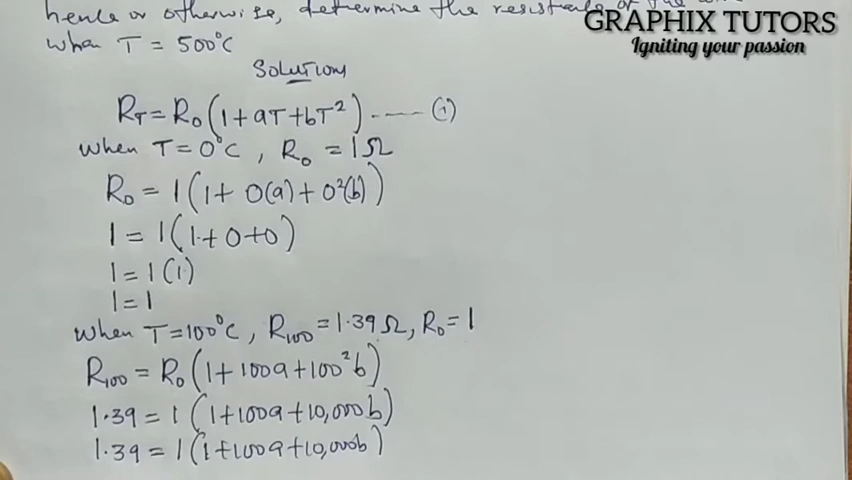 hence or otherwise, determine the resistance of the
GRAPHIX TUTORS
Igniting your passion
when T = 500°C
Solutions
R_T = R_0 (1 + aT + bT²) ------ (i)
when T = 0°C , R_0 = 1Ω
R_0 = 1 (1 + 0(a) + 0²(b))
1 = 1 (1 + 0 + 0)
1 = 1 (1)
1 = 1
when T = 100°C , R_100 = 1.39Ω, R_0 = 1
R_100 = R_0 (1 + 100a + 100²b)
1.39 = 1 (1 + 100a + 10,000b)
1.39 = 1 (1 + 100a + 10,000b)